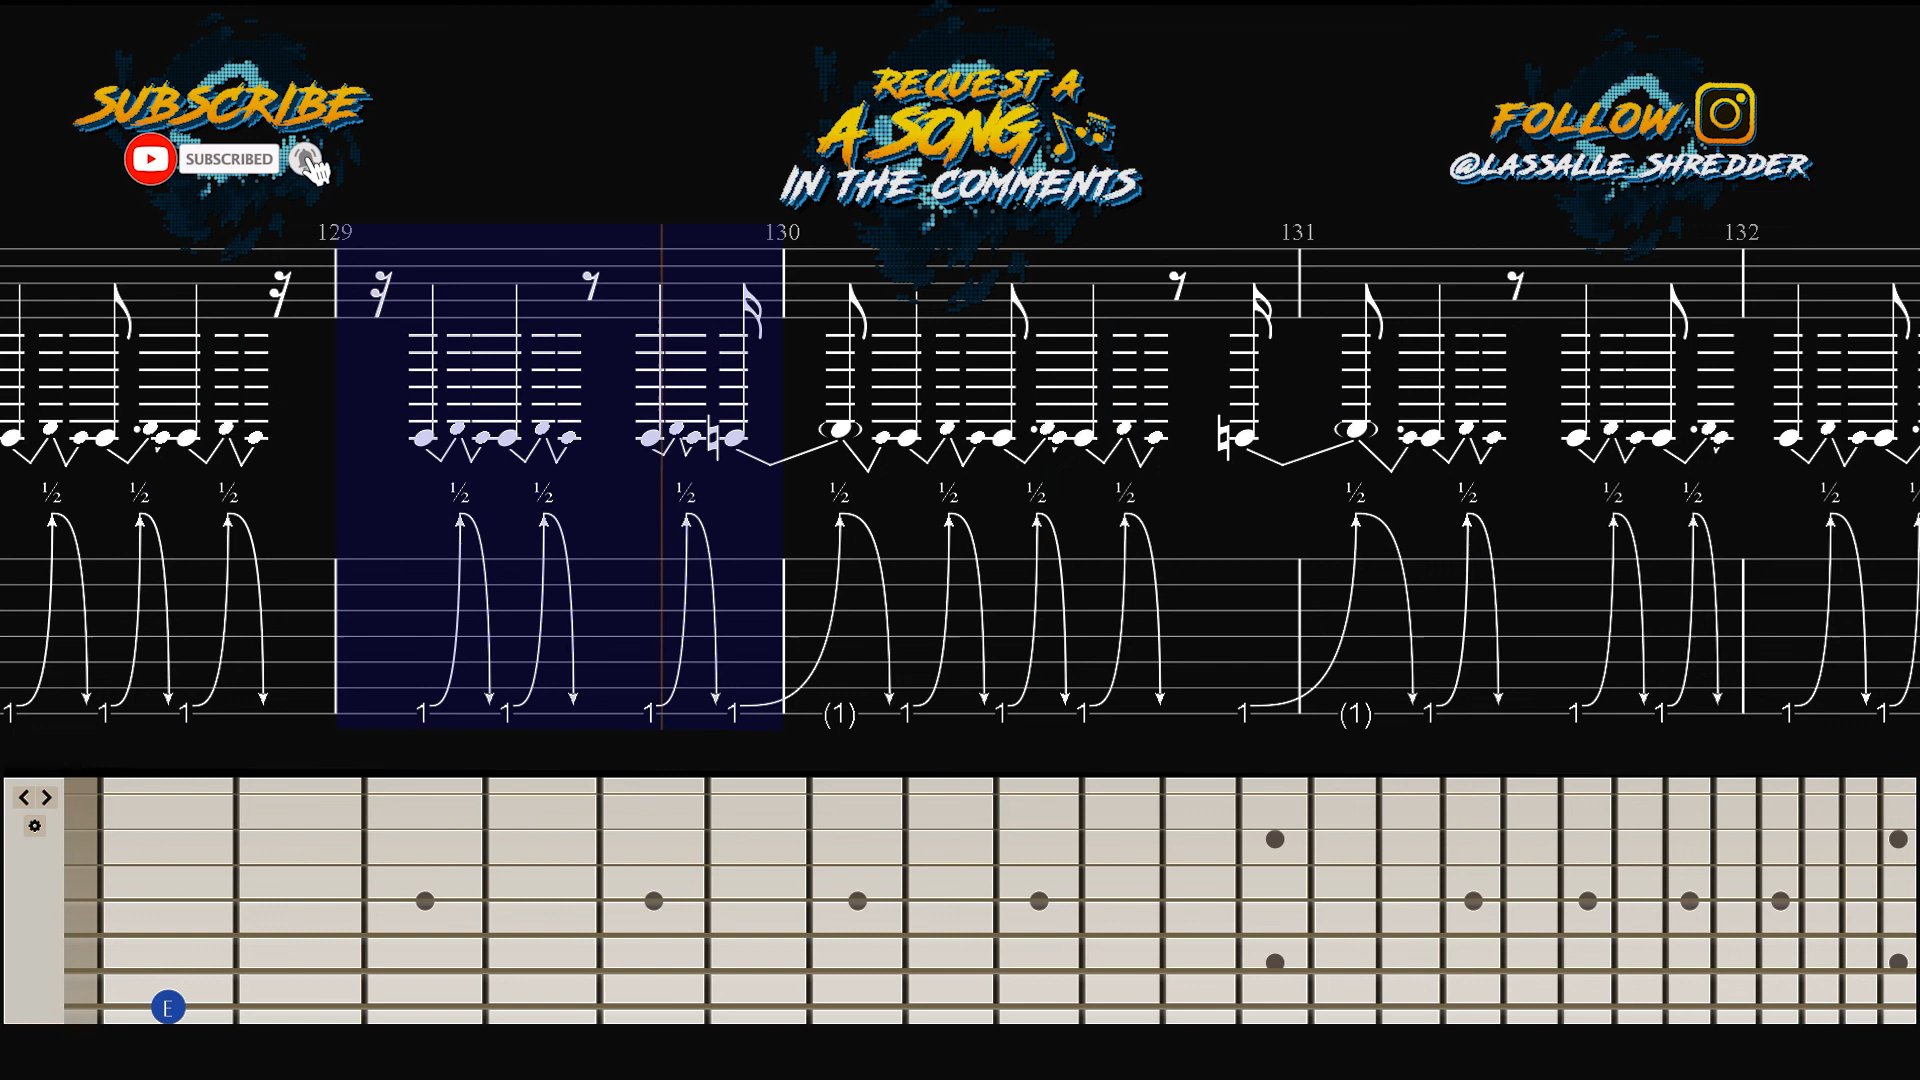 SUBSCRIBE
SUBSCRIBED
REQUEST A
A SONG
IN THE COMMENTS
FOLLOW
@LASSALLE_SHREDDER
129 130 131 132
½ ½ ½ ½ ½ ½ ½ ½ ½ ½ ½ ½ ½ ½ ½
1 1 1 1 1 1 1 (1) 1 1 1 1 (1) 1 1 1 1 1
E